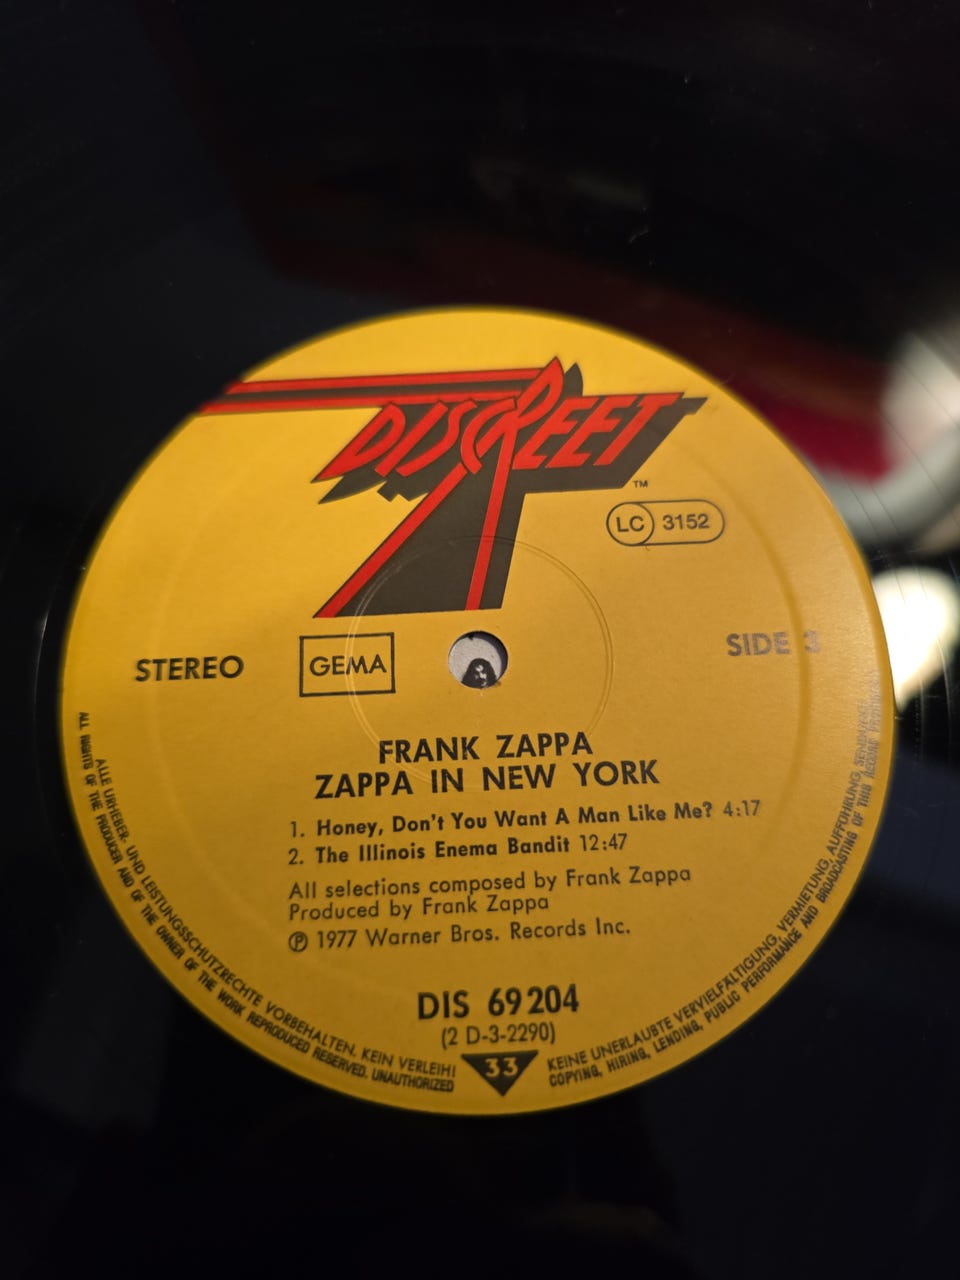 DISCREET
TM
LC 3152
STEREO
GEMA
SIDE 3
FRANK ZAPPA
ZAPPA IN NEW YORK
1. Honey, Don't You Want A Man Like Me? 4:17
2. The Illinois Enema Bandit 12:47
All selections composed by Frank Zappa
Produced by Frank Zappa
℗ 1977 Warner Bros. Records Inc.
DIS 69204
(2 D-3-2290)
33
ALLE URHEBER- UND LEISTUNGSSCHUTZRECHTE VORBEHALTEN. KEIN VERLEIH!
KEINE UNERLAUBTE VERVIELFÄLTIGUNG, VERMIETUNG, AUFFÜHRUNG, SENDUNG!
ALL RIGHTS OF THE PRODUCER AND OF THE OWNER OF THE WORK REPRODUCED RESERVED. UNAUTHORIZED
COPYING, HIRING, LENDING, PUBLIC PERFORMANCE AND BROADCASTING OF THIS RECORD